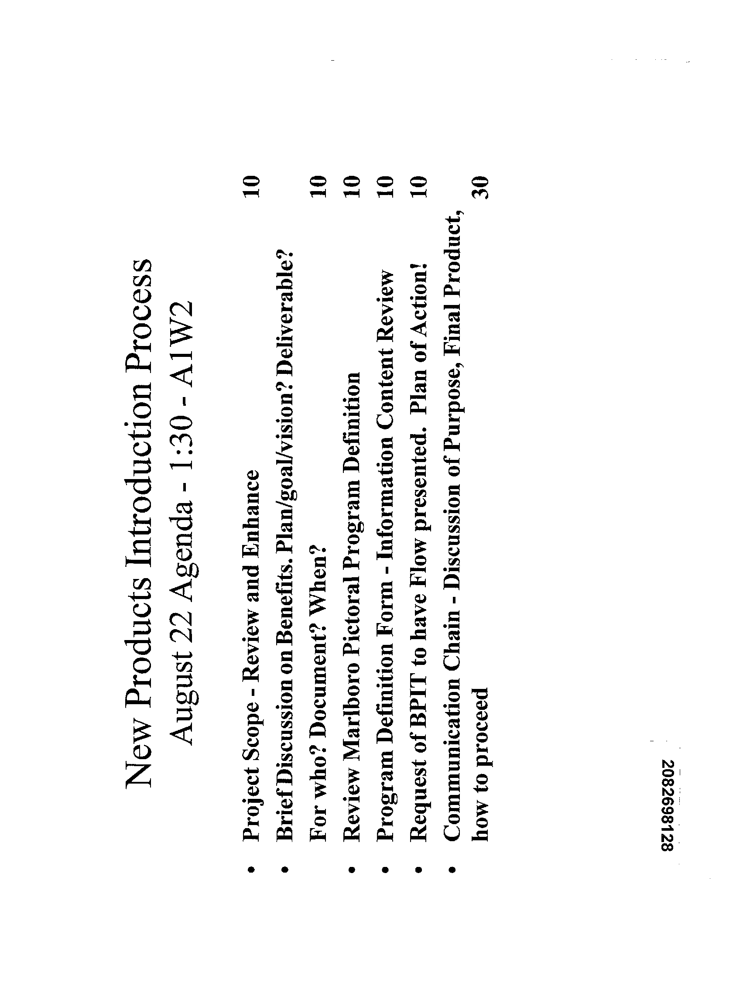 New Products Introduction Process
August 22 Agenda - 1:30 - A1W2
• Project Scope - Review and Enhance 10
• Brief Discussion on Benefits. Plan/goal/vision? Deliverable?
For who? Document? When? 10
• Review Marlboro Pictoral Program Definition 10
• Program Definition Form - Information Content Review 10
• Request of BPIT to have Flow presented. Plan of Action! 10
• Communication Chain - Discussion of Purpose, Final Product,
how to proceed 30
2082698128